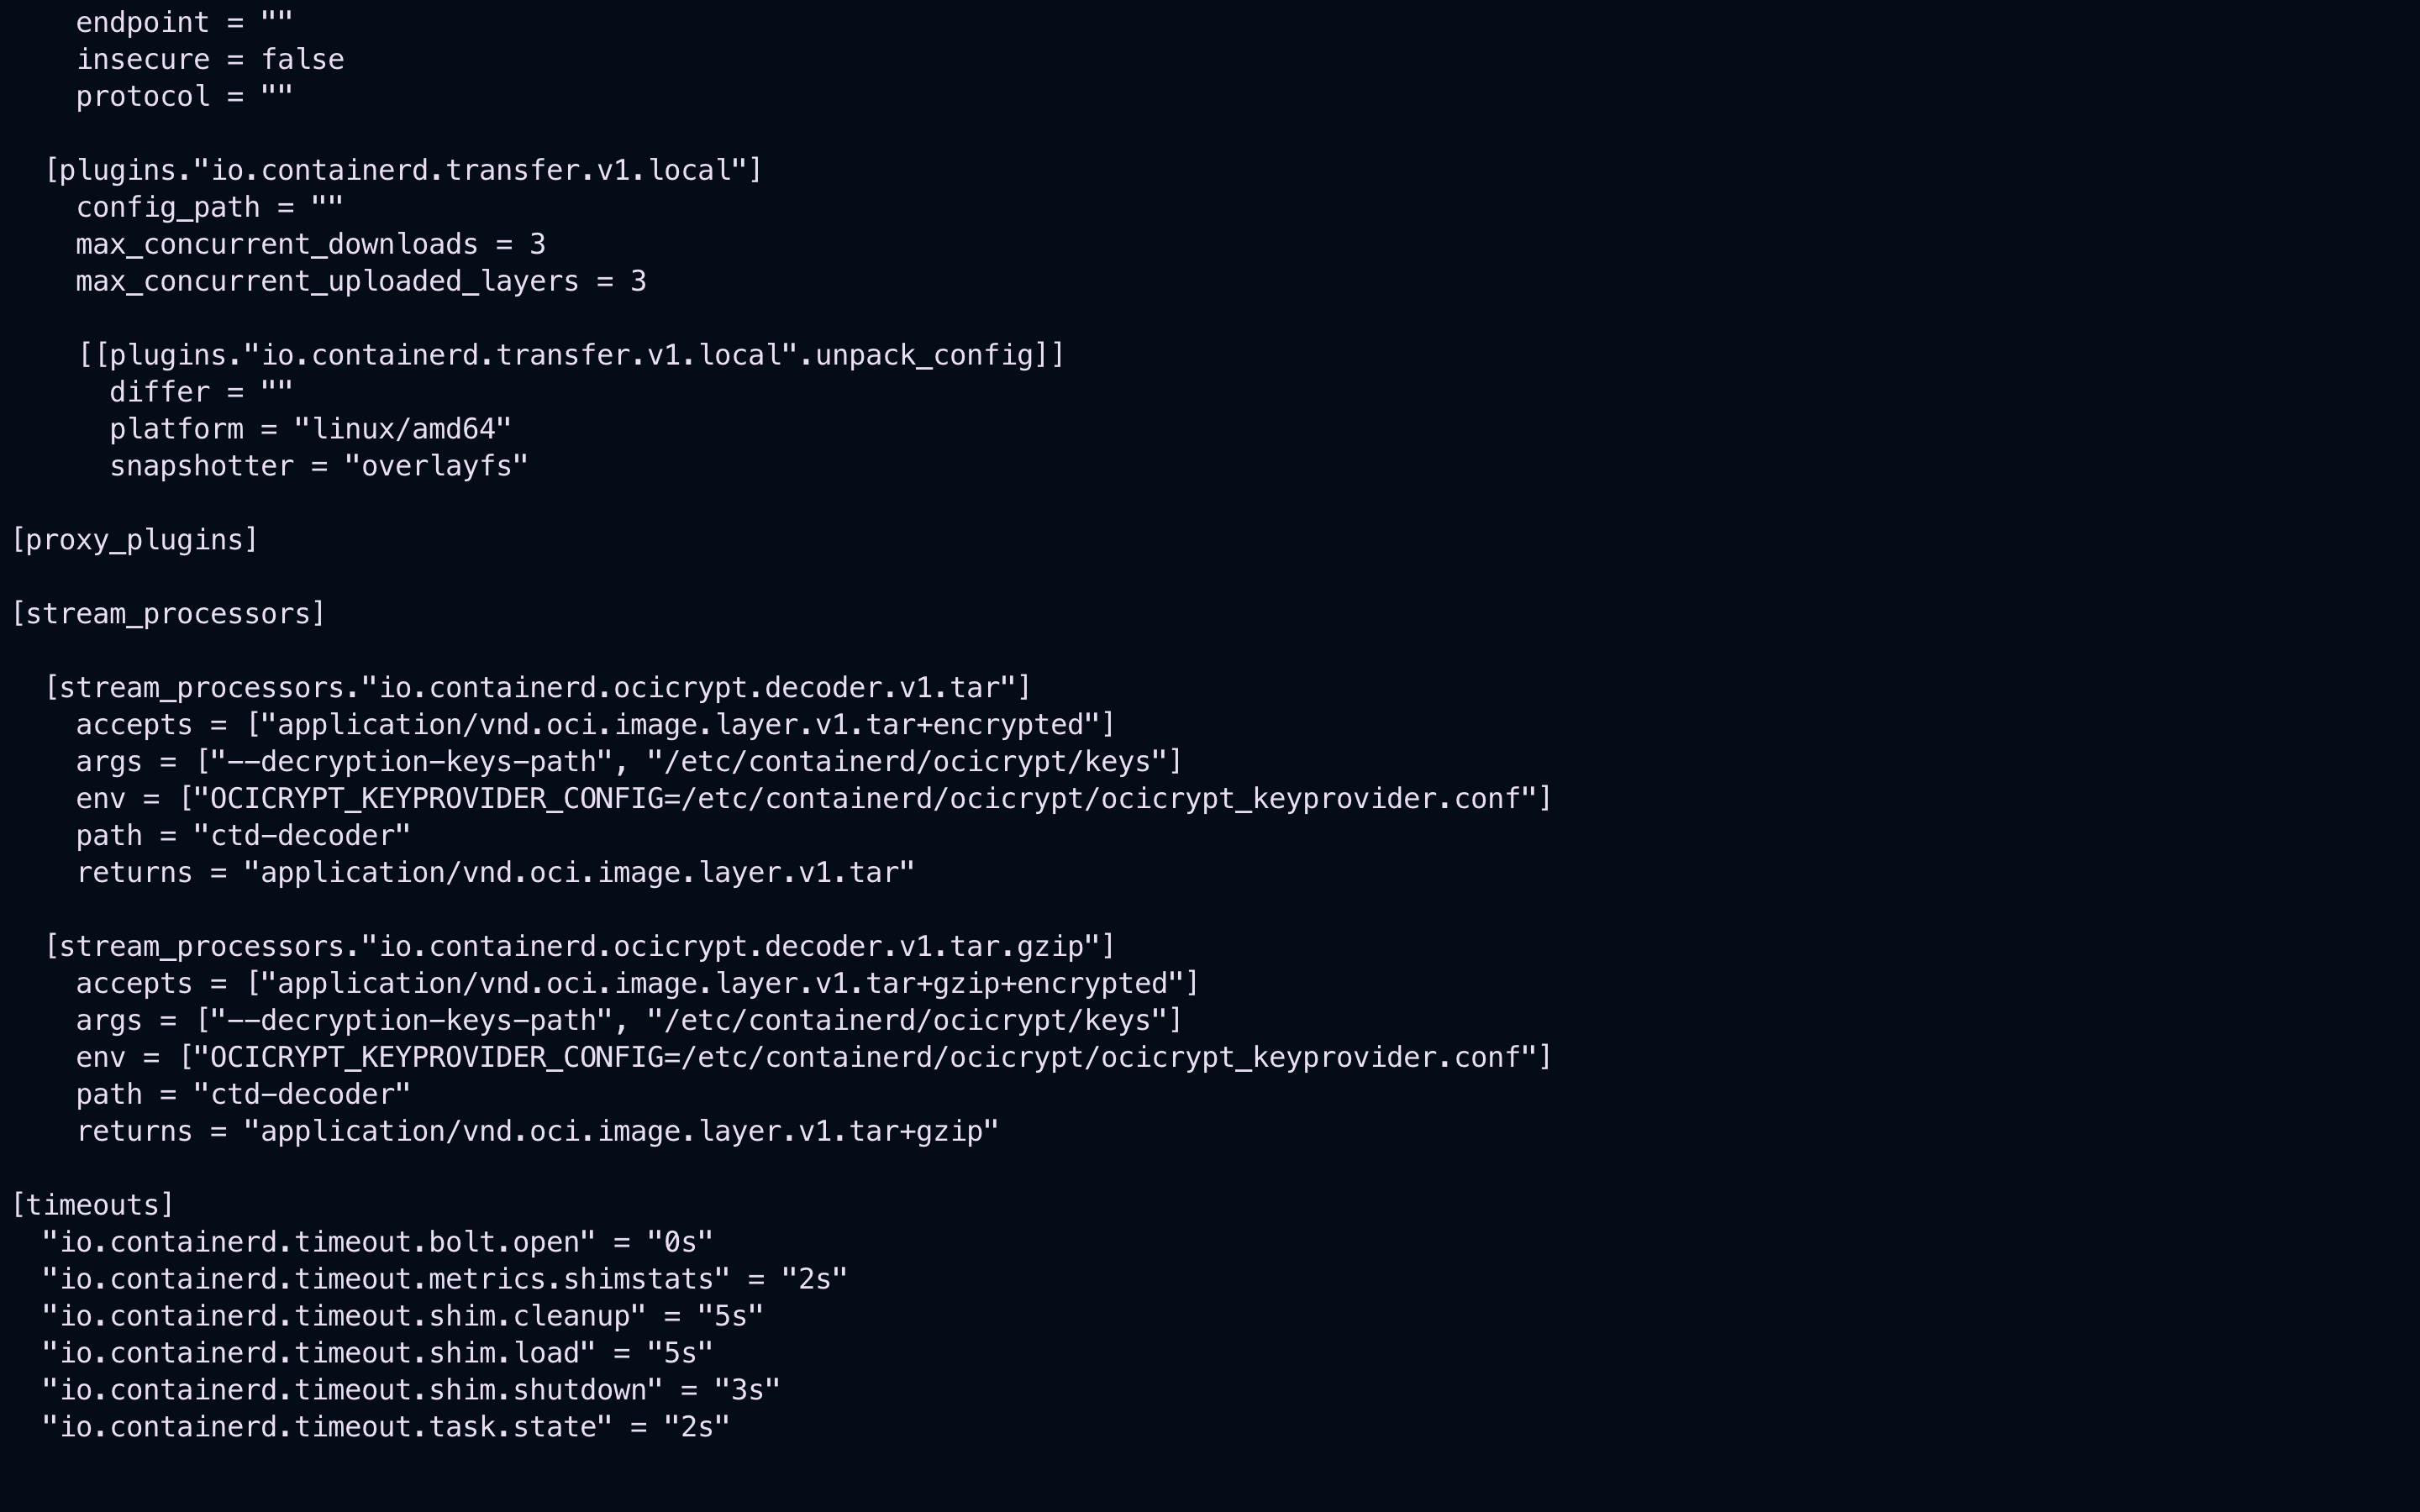 endpoint = ""
insecure = false
protocol = ""
[plugins."io.containerd.transfer.v1.local"]
config_path = ""
max_concurrent_downloads = 3
max_concurrent_uploaded_layers = 3
[[plugins."io.containerd.transfer.v1.local".unpack_config]]
differ = ""
platform = "linux/amd64"
snapshotter = "overlayfs"
[proxy_plugins]
[stream_processors]
[stream_processors."io.containerd.ocicrypt.decoder.v1.tar"]
accepts = ["application/vnd.oci.image.layer.v1.tar+encrypted"]
args = ["--decryption-keys-path", "/etc/containerd/ocicrypt/keys"]
env = ["OCICRYPT_KEYPROVIDER_CONFIG=/etc/containerd/ocicrypt/ocicrypt_keyprovider.conf"]
path = "ctd-decoder"
returns = "application/vnd.oci.image.layer.v1.tar"
[stream_processors."io.containerd.ocicrypt.decoder.v1.tar.gzip"]
accepts = ["application/vnd.oci.image.layer.v1.tar+gzip+encrypted"]
args = ["--decryption-keys-path", "/etc/containerd/ocicrypt/keys"]
env = ["OCICRYPT_KEYPROVIDER_CONFIG=/etc/containerd/ocicrypt/ocicrypt_keyprovider.conf"]
path = "ctd-decoder"
returns = "application/vnd.oci.image.layer.v1.tar+gzip"
[timeouts]
"io.containerd.timeout.bolt.open" = "0s"
"io.containerd.timeout.metrics.shimstats" = "2s"
"io.containerd.timeout.shim.cleanup" = "5s"
"io.containerd.timeout.shim.load" = "5s"
"io.containerd.timeout.shim.shutdown" = "3s"
"io.containerd.timeout.task.state" = "2s"